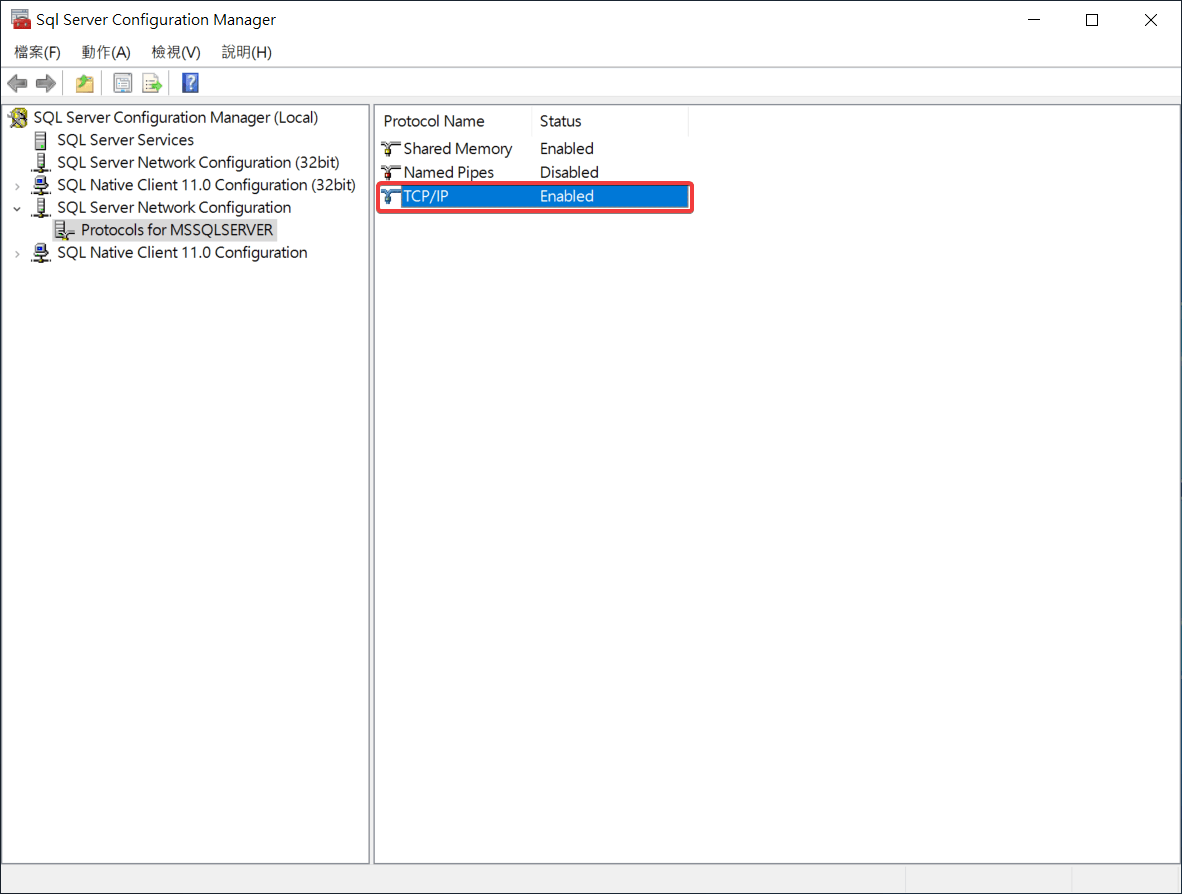 Sql Server Configuration Manager
檔案(F) 動作(A) 檢視(V) 說明(H)
SQL Server Configuration Manager (Local)
SQL Server Services
SQL Server Network Configuration (32bit)
SQL Native Client 11.0 Configuration (32bit)
SQL Server Network Configuration
Protocols for MSSQLSERVER
SQL Native Client 11.0 Configuration
Protocol Name Status
Shared Memory Enabled
Named Pipes Disabled
TCP/IP Enabled